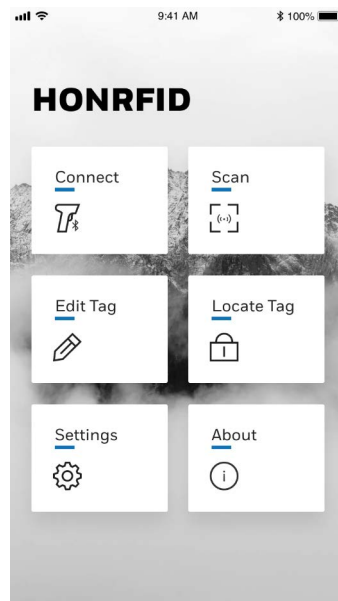 9:41 AM 100%
HONRFID
Connect Scan
Edit Tag Locate Tag
Settings About